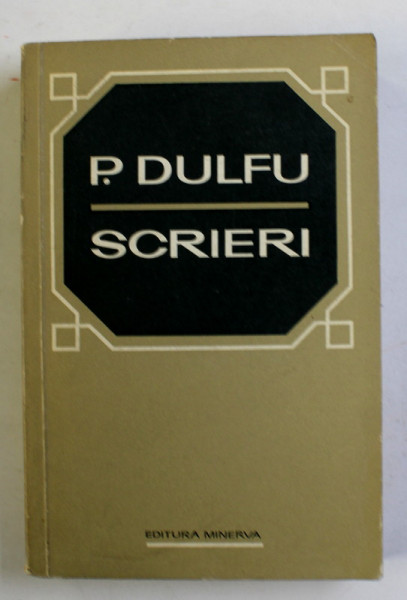 P. DULFU
SCRIERI
EDITURA MINERVA